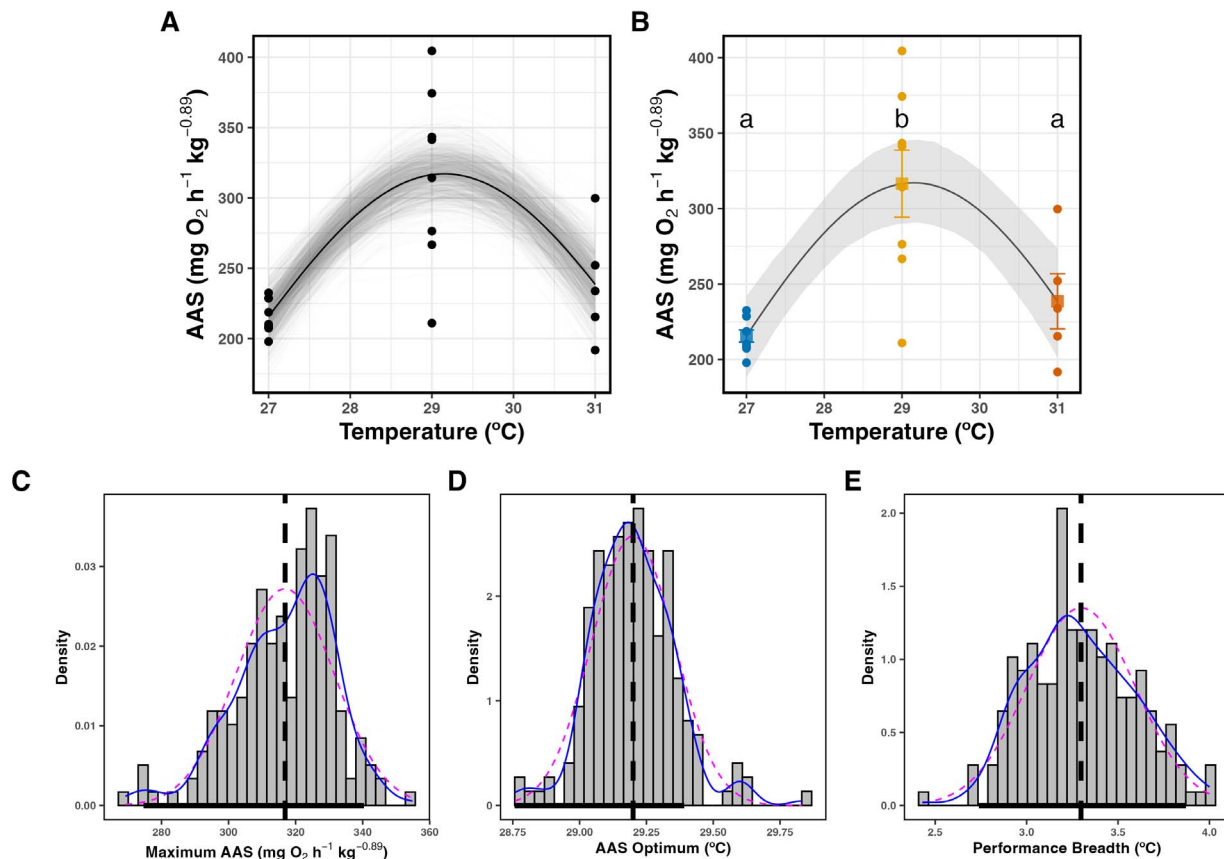 A
B
AAS (mg O₂ h⁻¹ kg⁻⁰·⁸⁹)
400
350
300
250
200
27 28 29 30 31
Temperature (ºC)
AAS (mg O₂ h⁻¹ kg⁻⁰·⁸⁹)
400
350
300
250
200
a b a
27 28 29 30 31
Temperature (ºC)
C
D
E
Density
0.03
0.02
0.01
0.00
300 320 340 360
Maximum AAS (mg O₂ h⁻¹ kg⁻⁰·⁸⁹)
Density
2
1
0
28.75 29.00 29.25 29.50 29.75
AAS Optimum (ºC)
Density
2.0
1.5
1.0
0.5
0.0
2.5 3.0 3.5 4.0
Performance Breadth (ºC)